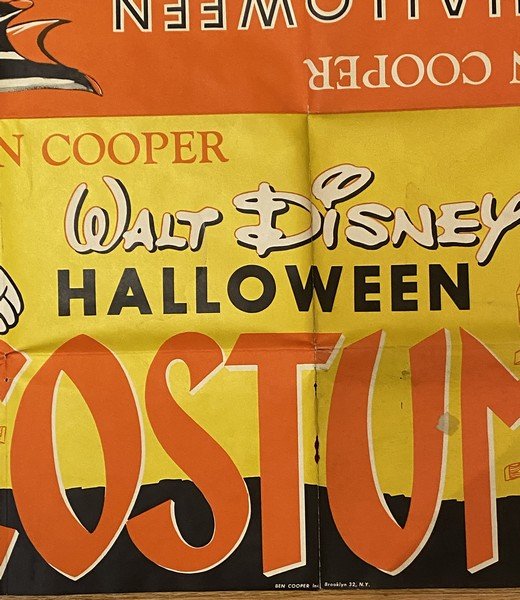 HALLOWEEN
N COOPER
N COOPER
WALT DISNEY
HALLOWEEN
COSTUM
BEN COOPER Inc. Brooklyn 32, N.Y.